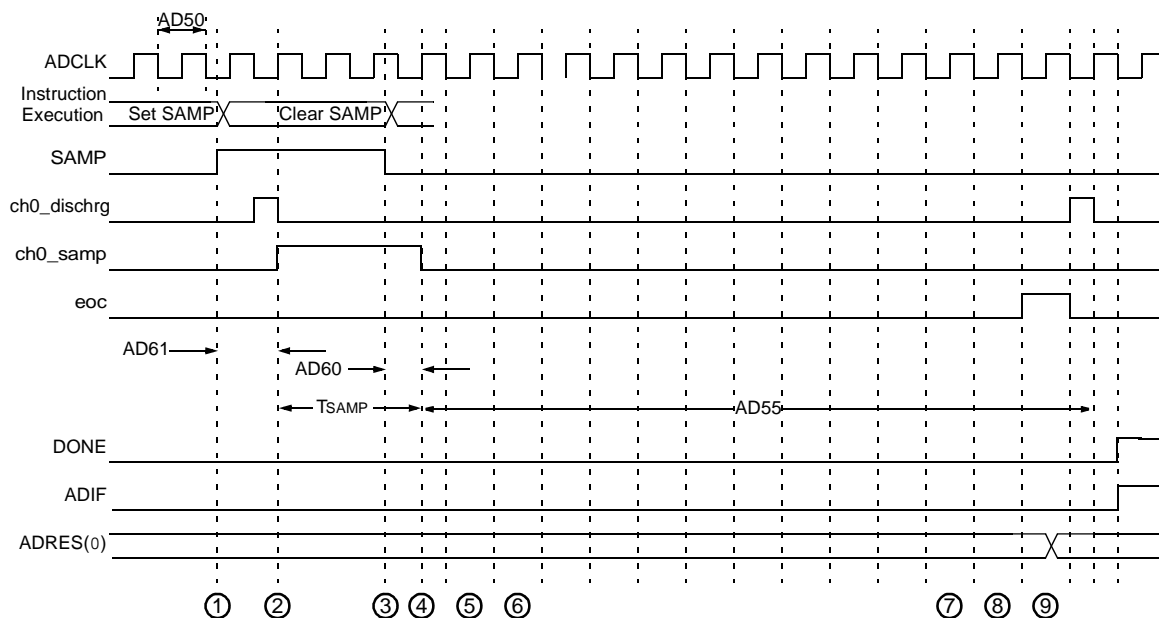 AD50
ADCLK
Instruction
Execution
Set SAMP
Clear SAMP
SAMP
ch0_dischrg
ch0_samp
eoc
AD61
AD60
TSAMP
AD55
DONE
ADIF
ADRES(0)
1 2 3 4 5 6 7 8 9